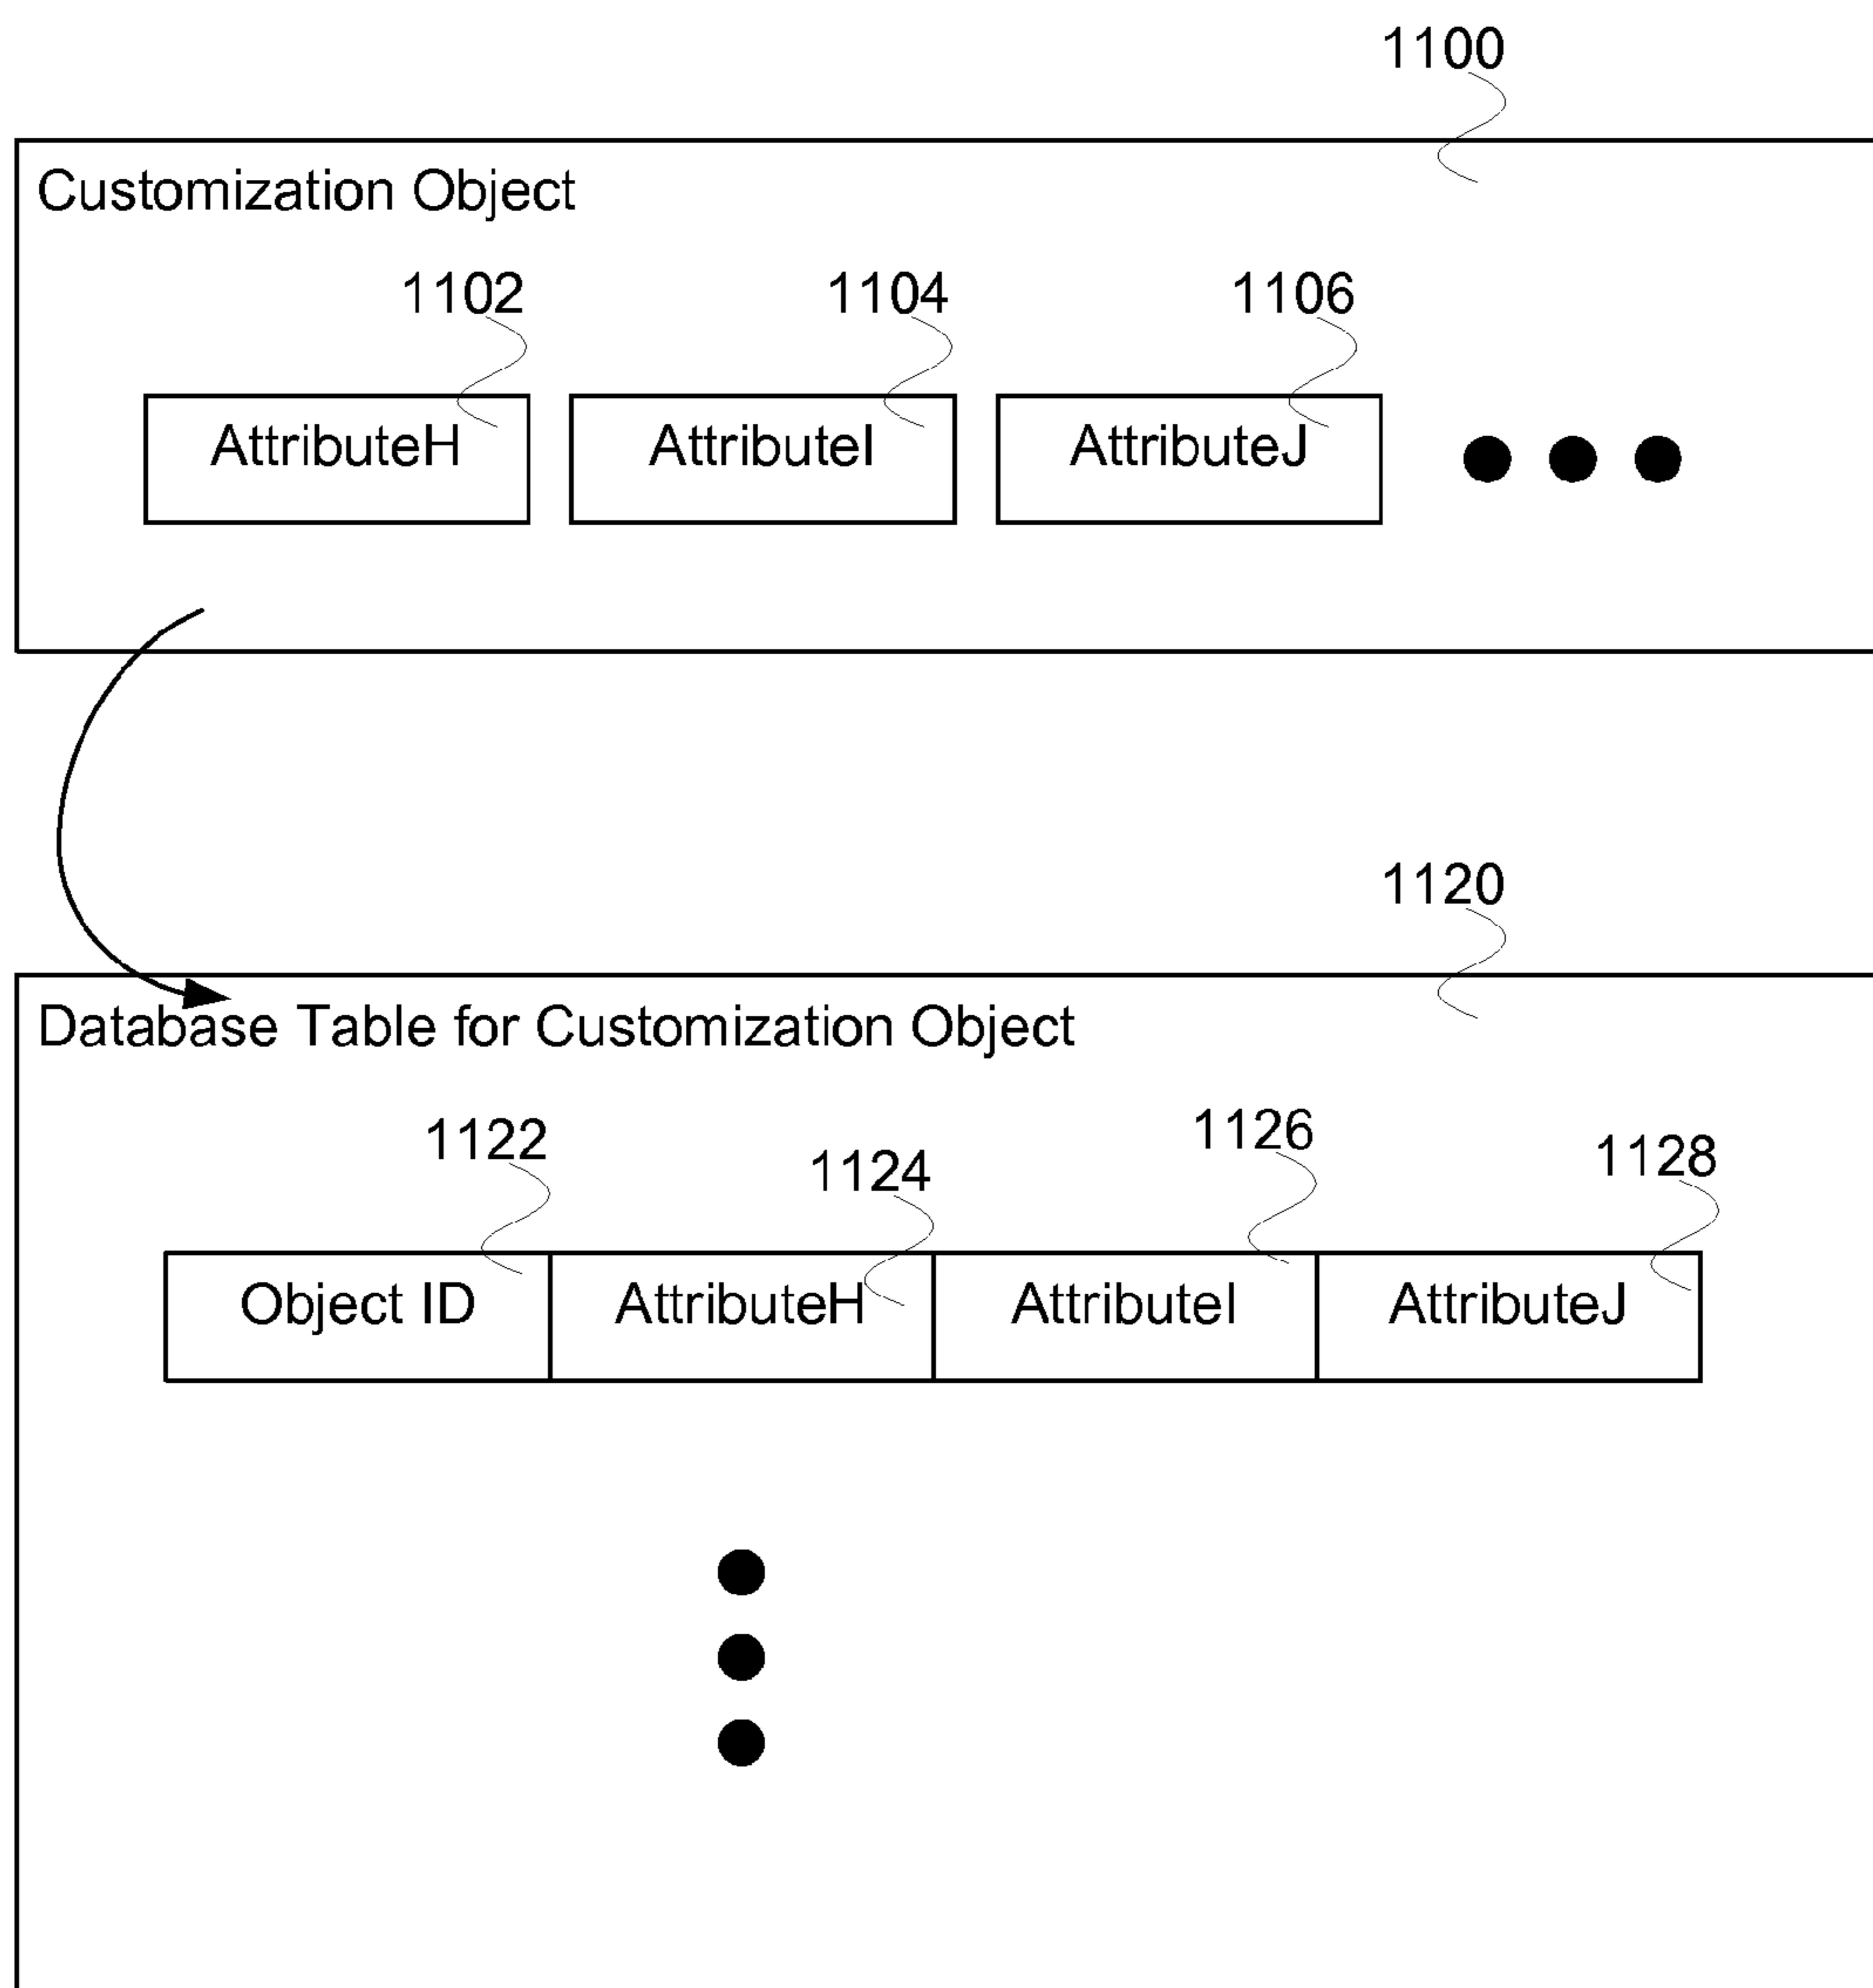 1100
Customization Object
1102 1104 1106
AttributeH AttributeI AttributeJ
1120
Database Table for Customization Object
1122 1124 1126 1128
Object ID AttributeH AttributeI AttributeJ